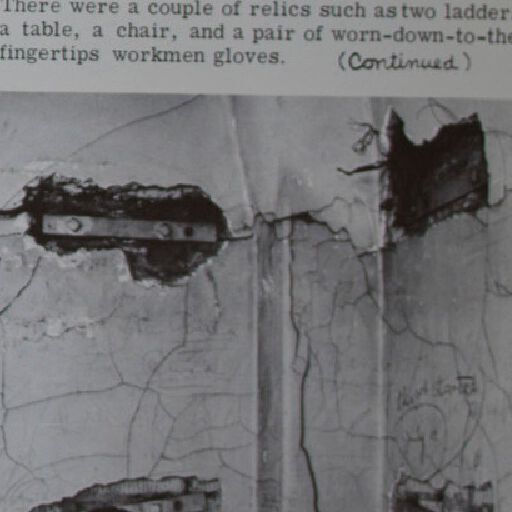 There were a couple of relics such as two ladders
a table, a chair, and a pair of worn-down-to-the
fingertips workmen gloves. (Continued)